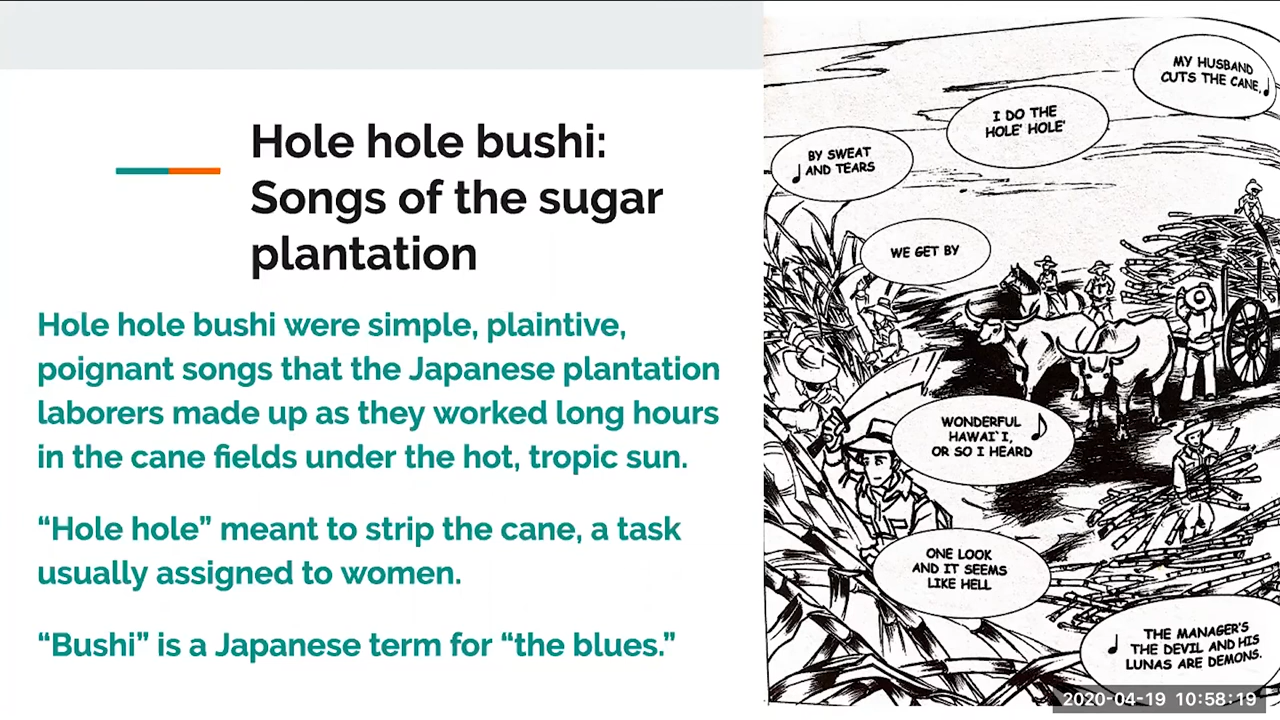 Hole hole bushi:
Songs of the sugar
plantation
Hole hole bushi were simple, plaintive,
poignant songs that the Japanese plantation
laborers made up as they worked long hours
in the cane fields under the hot, tropic sun.
“Hole hole” meant to strip the cane, a task
usually assigned to women.
“Bushi” is a Japanese term for “the blues.”
MY HUSBAND
CUTS THE CANE,
I DO THE
HOLE' HOLE'
BY SWEAT
AND TEARS
WE GET BY
WONDERFUL
HAWAI`I,
OR SO I HEARD
ONE LOOK
AND IT SEEMS
LIKE HELL
THE MANAGER'S
THE DEVIL AND HIS
LUNAS ARE DEMONS.
2020-04-19 10:58:19